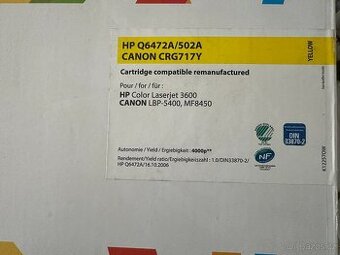 HP Q6472A/502A
CANON CRG717Y
Cartridge compatible remanufactured
Pour / for / für :
HP Color Laserjet 3600
CANON LBP-5400, MF8450
Autonomie / Yield / Ergiebigkeit : 4000p**
Rendement/Yield ratio/Ergiebigkeitszahl : 1.0/DIN33870-2/
HP Q6472A/16.10.2006
YELLOW
DIN
33870-2
NF
K12257OW